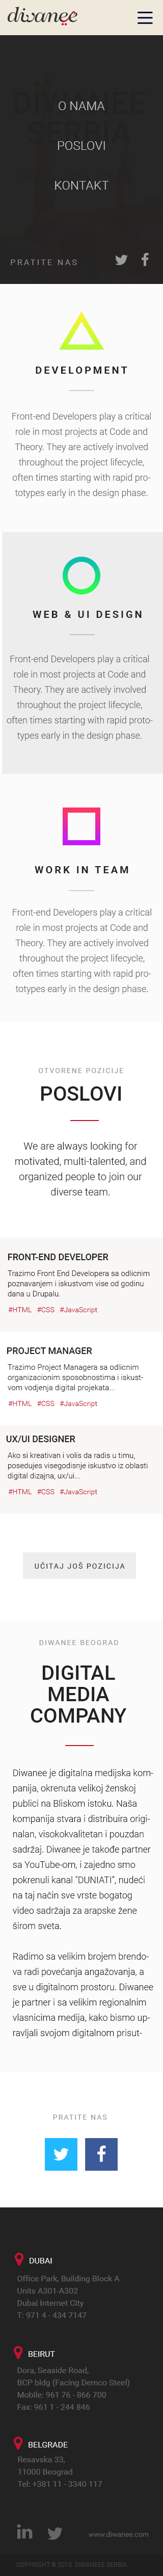 diwanee
DIWANEE
SERBIA
O NAMA
POSLOVI
KONTAKT
PRATITE NAS
DEVELOPMENT
Front-end Developers play a critical
role in most projects at Code and
Theory. They are actively involved
throughout the project lifecycle,
often times starting with rapid pro-
totypes early in the design phase.
WEB & UI DESIGN
Front-end Developers play a critical
role in most projects at Code and
Theory. They are actively involved
throughout the project lifecycle,
often times starting with rapid proto-
types early in the design phase.
WORK IN TEAM
Front-end Developers play a critical
role in most projects at Code and
Theory. They are actively involved
throughout the project lifecycle,
often times starting with rapid pro-
totypes early in the design phase.
OTVORENE POZICIJE
POSLOVI
We are always looking for
motivated, multi-talented, and
organized people to join our
diverse team.
FRONT-END DEVELOPER
Trazimo Front End Developera sa odlicnim
poznavanjem i iskustvom vise od godinu
dana u Drupalu.
#HTML #CSS #JavaScript
PROJECT MANAGER
Trazimo Project Managera sa odlicnim
organizacionim sposobnostima i iskust-
vom vodjenja digital projekata...
#HTML #CSS #JavaScript
UX/UI DESIGNER
Ako si kreativan i volis da radis u timu,
posedujes visegodisnje iskustvo iz oblasti
digital dizajna, ux/ui...
#HTML #CSS #JavaScript
UČITAJ JOŠ POZICIJA
DIWANEE BEOGRAD
DIGITAL
MEDIA
COMPANY
Diwanee je digitalna medijska kom-
panija, okrenuta velikoj ženskoj
publici na Bliskom istoku. Naša
kompanija stvara i distribuira origi-
nalan, visokokvalitetan i pouzdan
sadržaj. Diwanee je takođe partner
sa YouTube-om, i zajedno smo
pokrenuli kanal "DUNIATI", nudeći
na taj način sve vrste bogatog
video sadržaja za arapske žene
širom sveta.
Radimo sa velikim brojem brendo-
va radi povećanja angažovanja, a
sve u digitalnom prostoru. Diwanee
je partner i sa velikim regionalnim
vlasnicima medija, kako bismo up-
ravljali svojom digitalnom prisut-
PRATITE NAS
DUBAI
Office Park, Building Block A
Units A301-A302
Dubai Internet City
T: 971 4 - 434 7147
BEIRUT
Dora, Seaside Road,
BCP bldg (Facing Demco Steel)
Mobile: 961 76 - 866 700
Fax: 961 1 - 244 846
BELGRADE
Resavska 33,
11000 Beograd
Tel: +381 11 - 3340 117
www.diwanee.com
COPYRIGHT © 2015. DIWANEEE SERBIA